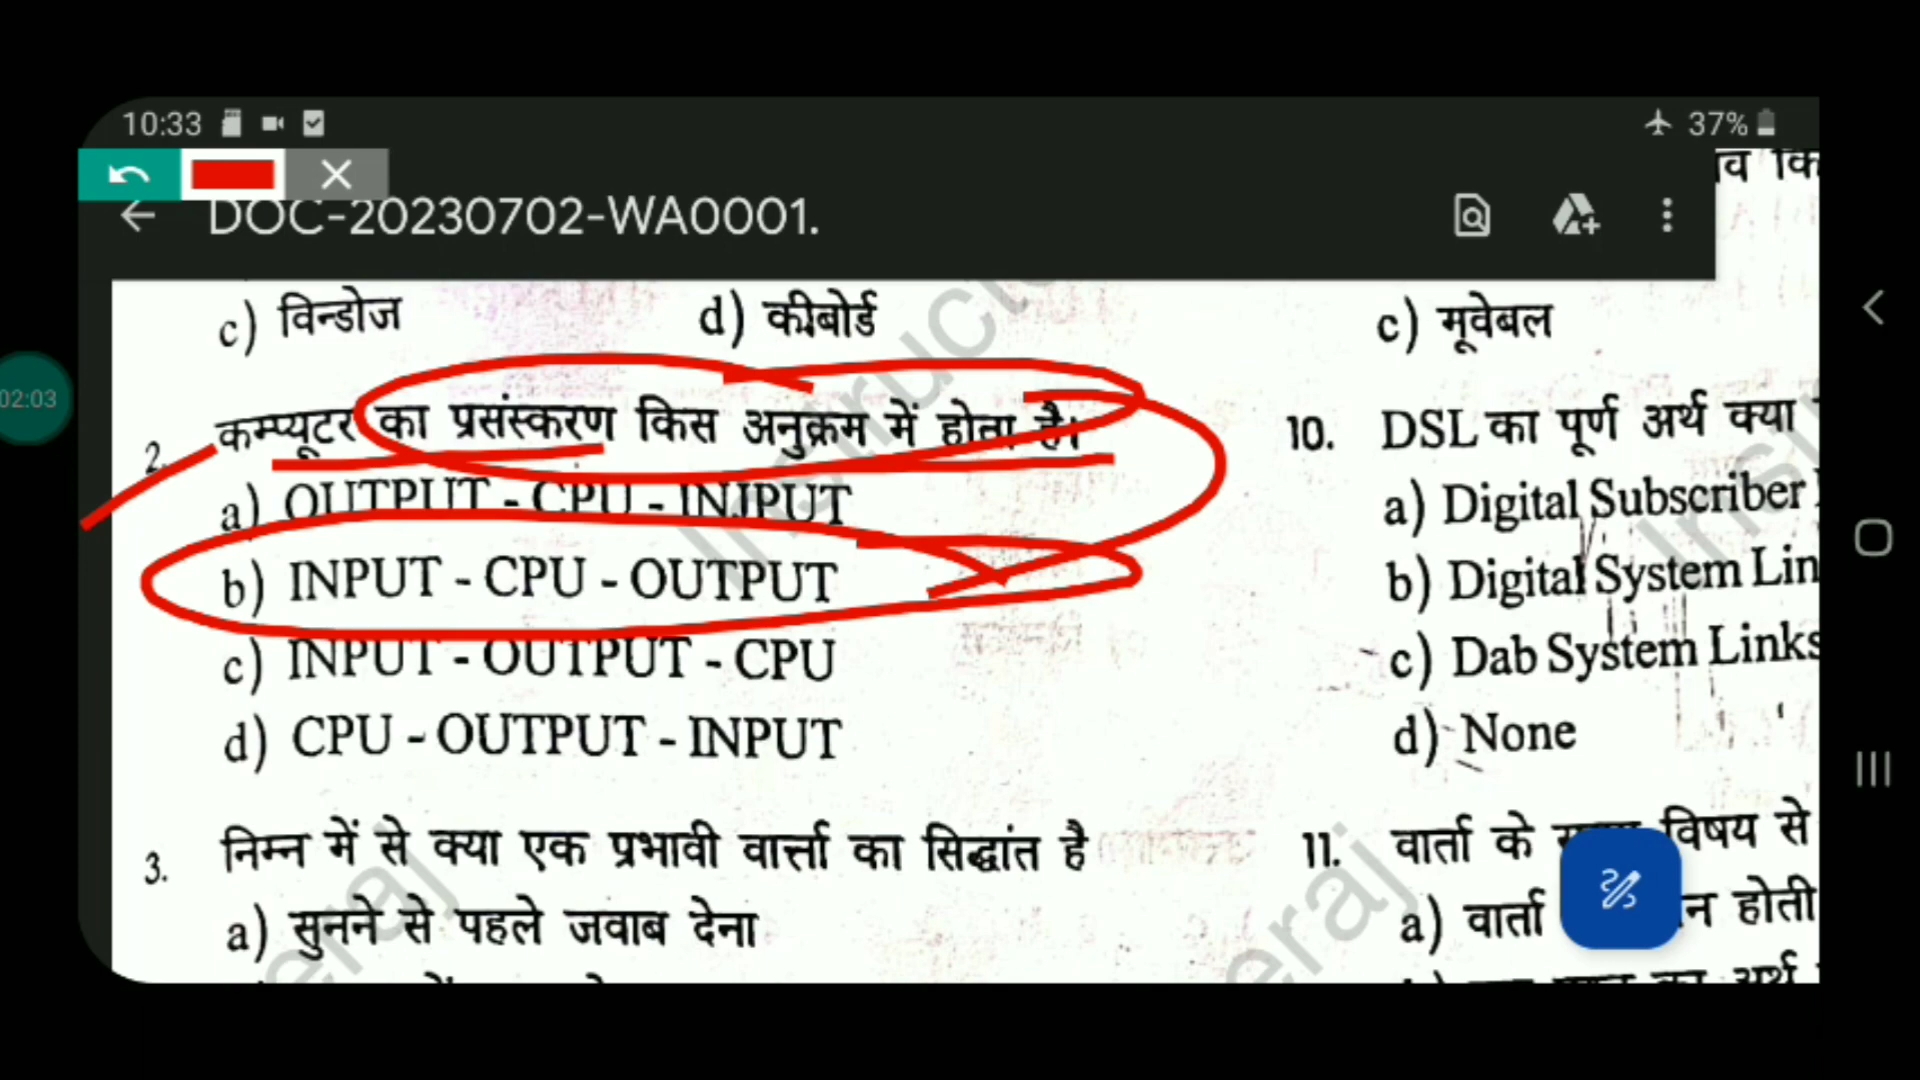 10:33
37%
DOC-20230702-WA0001.
02:03
c) विन्डोज d) कीबोर्ड
2. कम्प्यूटर का प्रसंस्करण किस अनुक्रम में होता है।
a) OUTPUT - CPU - INPUT
b) INPUT - CPU - OUTPUT
c) INPUT - OUTPUT - CPU
d) CPU - OUTPUT - INPUT
3. निम्न में से क्या एक प्रभावी वार्त्ता का सिद्धांत है
a) सुनने से पहले जवाब देना
c) मूवेबल
10. DSL का पूर्ण अर्थ क्या
a) Digital Subscriber
b) Digital System Lin
c) Dab System Links
d) None
11. वार्ता के विषय से
a) वार्ता होती